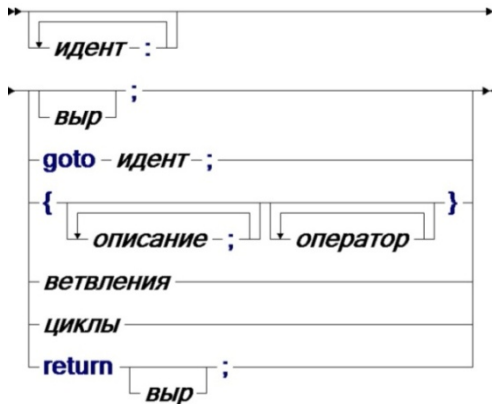 идент :
;
выр
goto идент ;
{ }
описание ; оператор
ветвления
циклы
return ;
выр